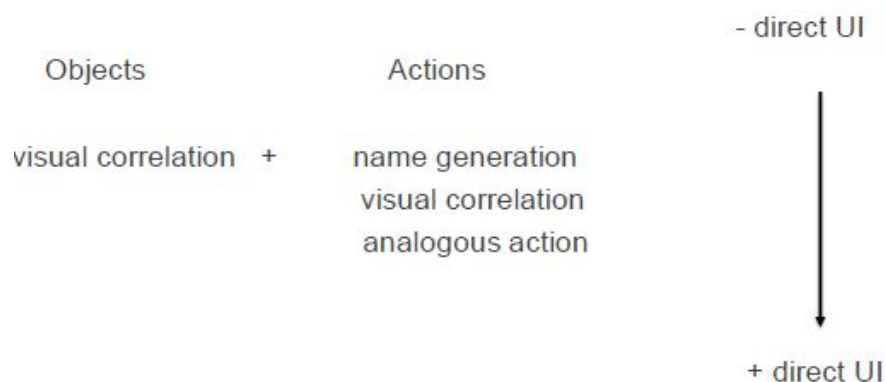 - direct UI
Objects Actions
visual correlation + name generation
visual correlation
analogous action
+ direct UI